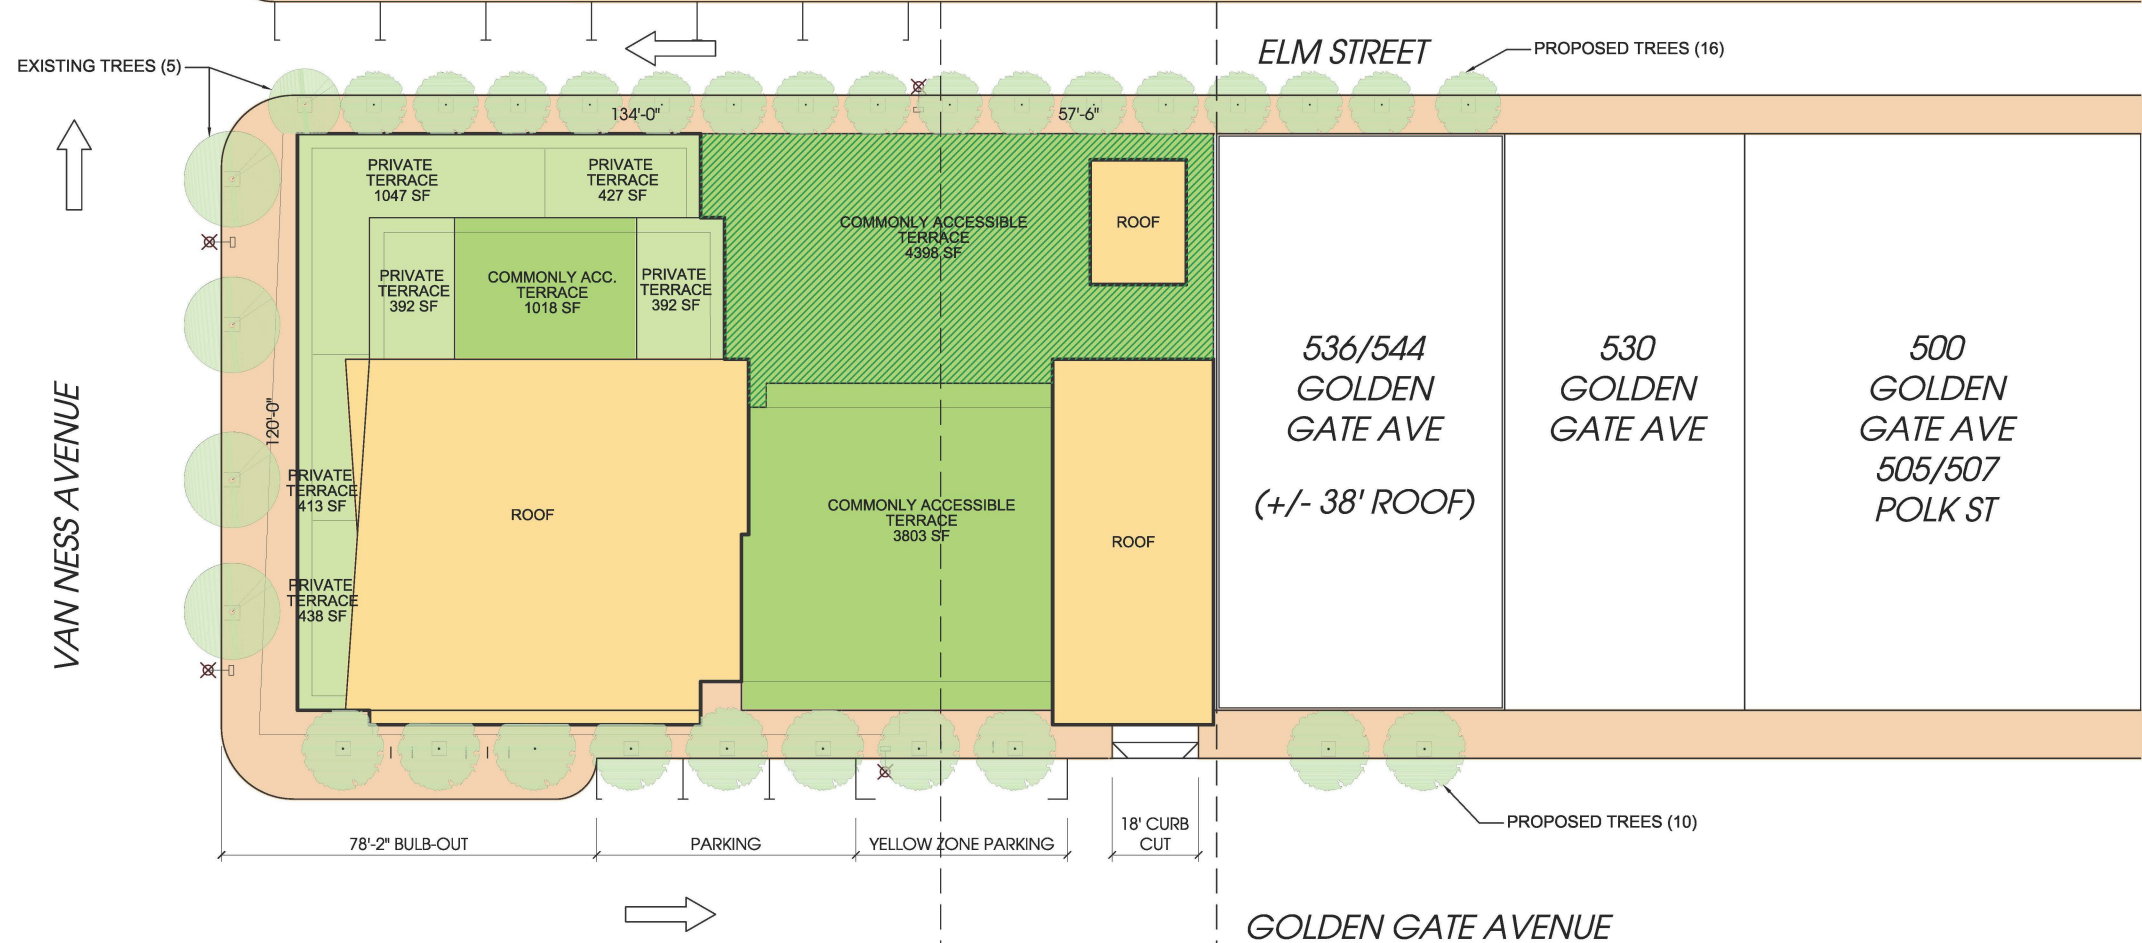 ELM STREET
PROPOSED TREES (16)
EXISTING TREES (5)
134'-0"
57'-6"
PRIVATE
TERRACE
1047 SF
PRIVATE
TERRACE
427 SF
COMMONLY ACCESSIBLE
TERRACE
4398 SF
ROOF
PRIVATE
TERRACE
392 SF
COMMONLY ACC.
TERRACE
1018 SF
PRIVATE
TERRACE
392 SF
536/544
GOLDEN
GATE AVE
(+/- 38' ROOF)
530
GOLDEN
GATE AVE
500
GOLDEN
GATE AVE
505/507
POLK ST
VAN NESS AVENUE
120'-0"
PRIVATE
TERRACE
413 SF
ROOF
COMMONLY ACCESSIBLE
TERRACE
3803 SF
ROOF
PRIVATE
TERRACE
438 SF
PROPOSED TREES (10)
78'-2" BULB-OUT
PARKING
YELLOW ZONE PARKING
18' CURB
CUT
GOLDEN GATE AVENUE